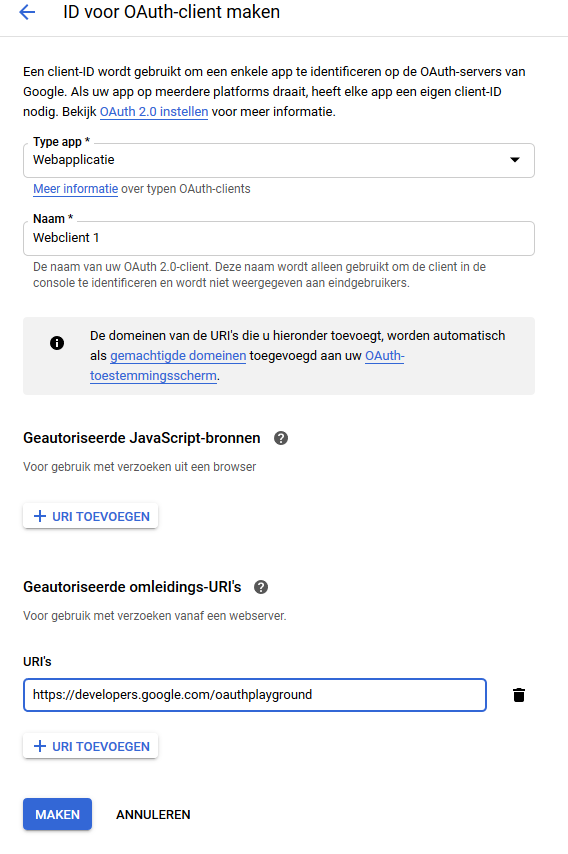 ID voor OAuth-client maken
Een client-ID wordt gebruikt om een enkele app te identificeren op de OAuth-servers van
Google. Als uw app op meerdere platforms draait, heeft elke app een eigen client-ID
nodig. Bekijk OAuth 2.0 instellen voor meer informatie.
Type app *
Webapplicatie
Meer informatie over typen OAuth-clients
Naam *
Webclient 1
De naam van uw OAuth 2.0-client. Deze naam wordt alleen gebruikt om de client in de
console te identificeren en wordt niet weergegeven aan eindgebruikers.
De domeinen van de URI's die u hieronder toevoegt, worden automatisch
als gemachtigde domeinen toegevoegd aan uw OAuth-
toestemmingsscherm.
Geautoriseerde JavaScript-bronnen
Voor gebruik met verzoeken uit een browser
+ URI TOEVOEGEN
Geautoriseerde omleidings-URI's
Voor gebruik met verzoeken vanaf een webserver.
URI's
https://developers.google.com/oauthplayground
+ URI TOEVOEGEN
MAKEN ANNULEREN